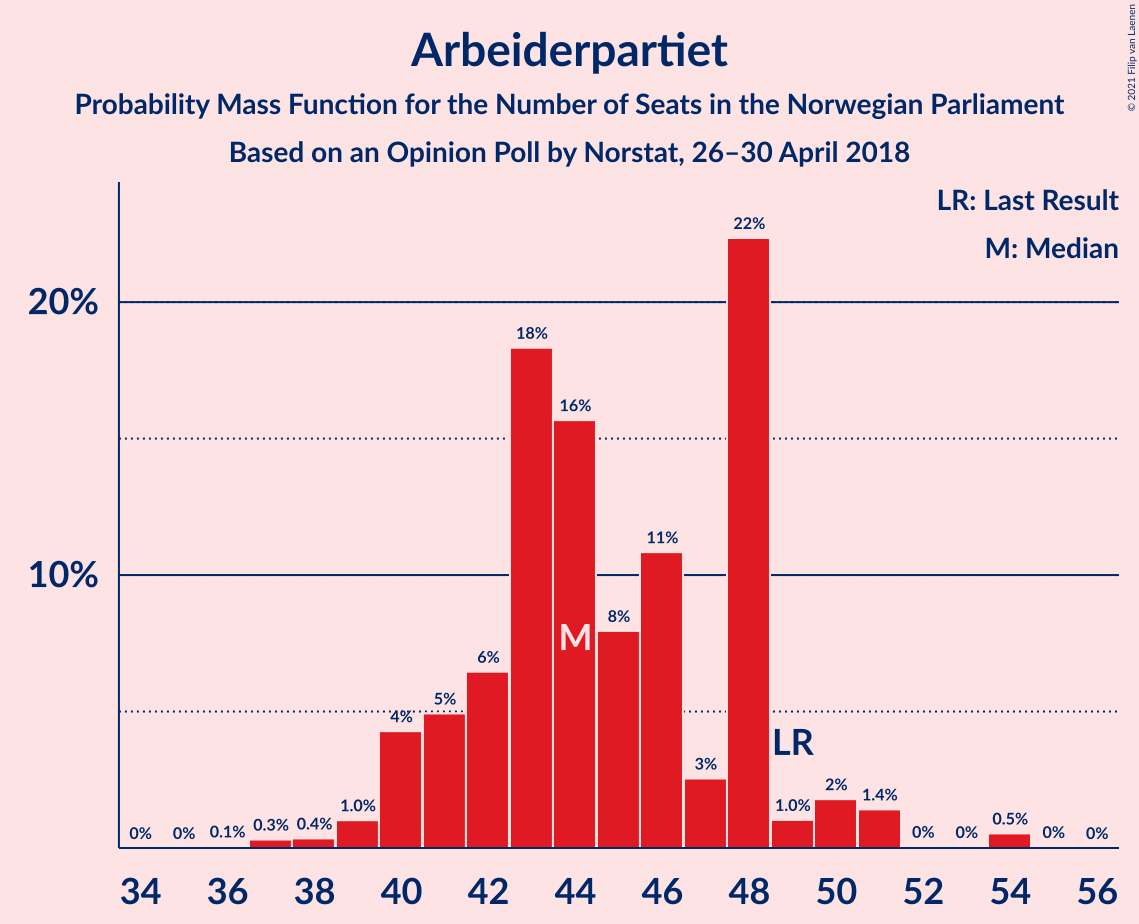 Arbeiderpartiet
Probability Mass Function for the Number of Seats in the Norwegian Parliament
Based on an Opinion Poll by Norstat, 26–30 April 2018
© 2021 Filip van Laenen
LR: Last Result
M: Median
20%
10%
0% 0% 0.1% 0.3% 0.4% 1.0% 4% 5% 6% 18% 16% 8% 11% 3% 22% 1.0% 2% 1.4% 0% 0% 0.5% 0% 0%
M
LR
34 36 38 40 42 44 46 48 50 52 54 56